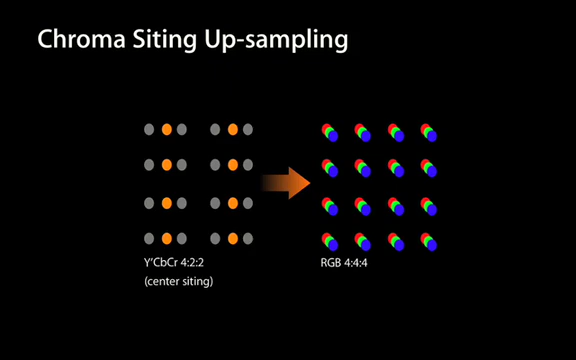 Chroma Siting Up-sampling
Y'CbCr 4:2:2
(center siting)
RGB 4:4:4